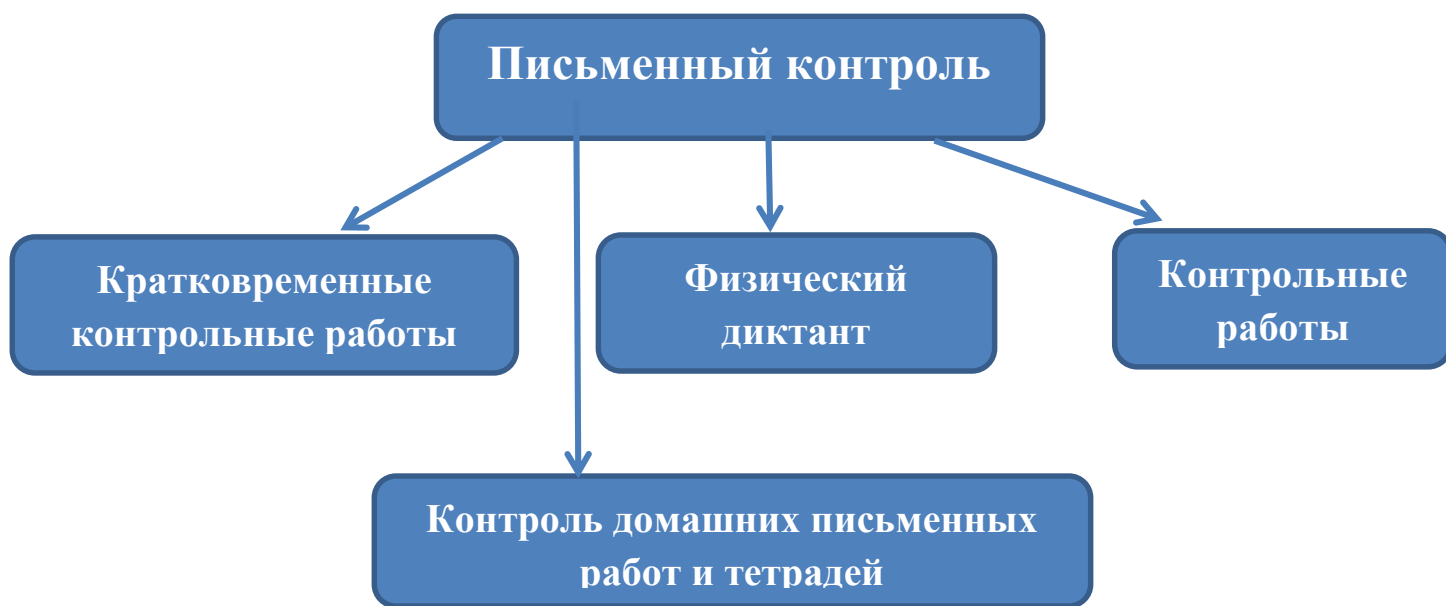 Письменный контроль
Кратковременные
контрольные работы
Физический
диктант
Контрольные
работы
Контроль домашних письменных
работ и тетрадей